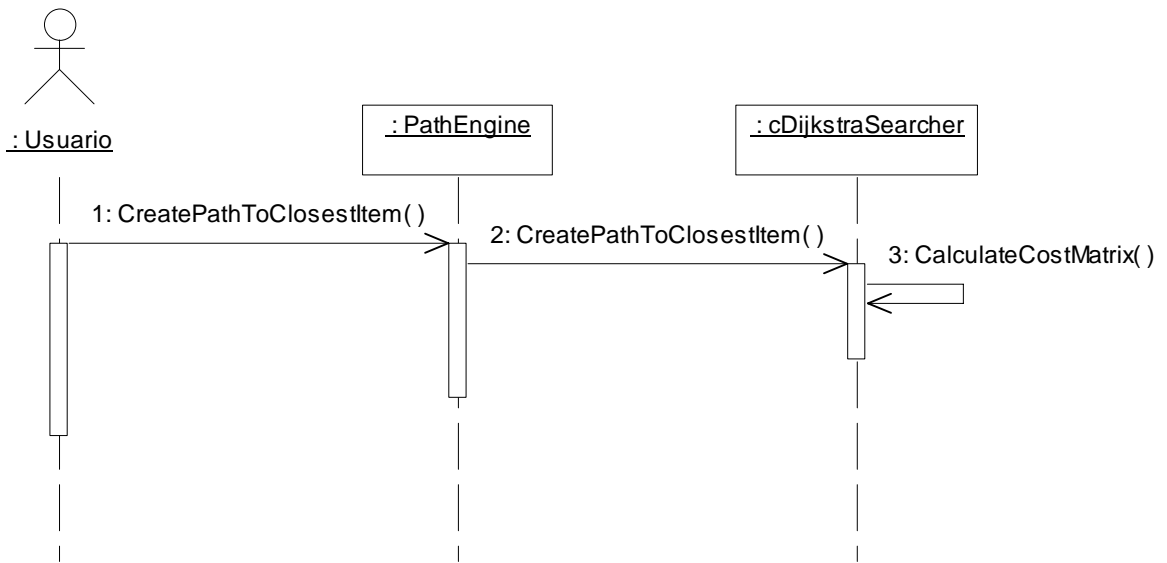 : Usuario
: PathEngine
: cDijkstraSearcher
1: CreatePathToClosestItem( )
2: CreatePathToClosestItem( )
3: CalculateCostMatrix( )